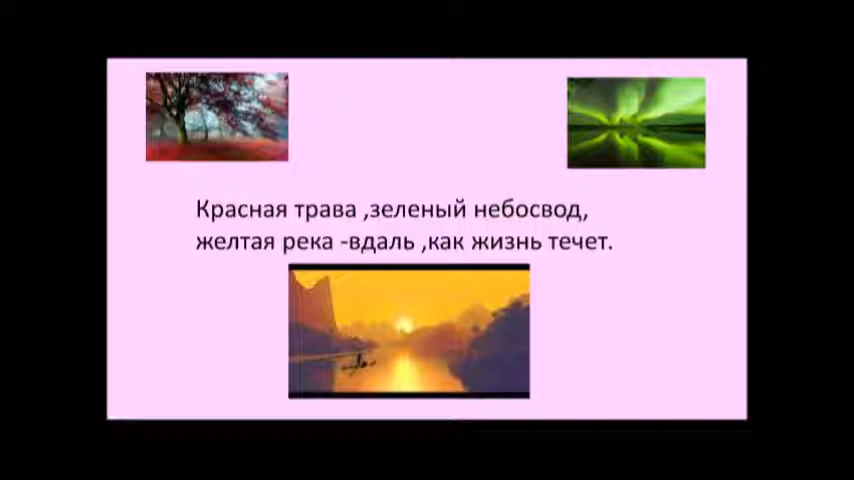 Красная трава ,зеленый небосвод,
желтая река -вдаль ,как жизнь течет.